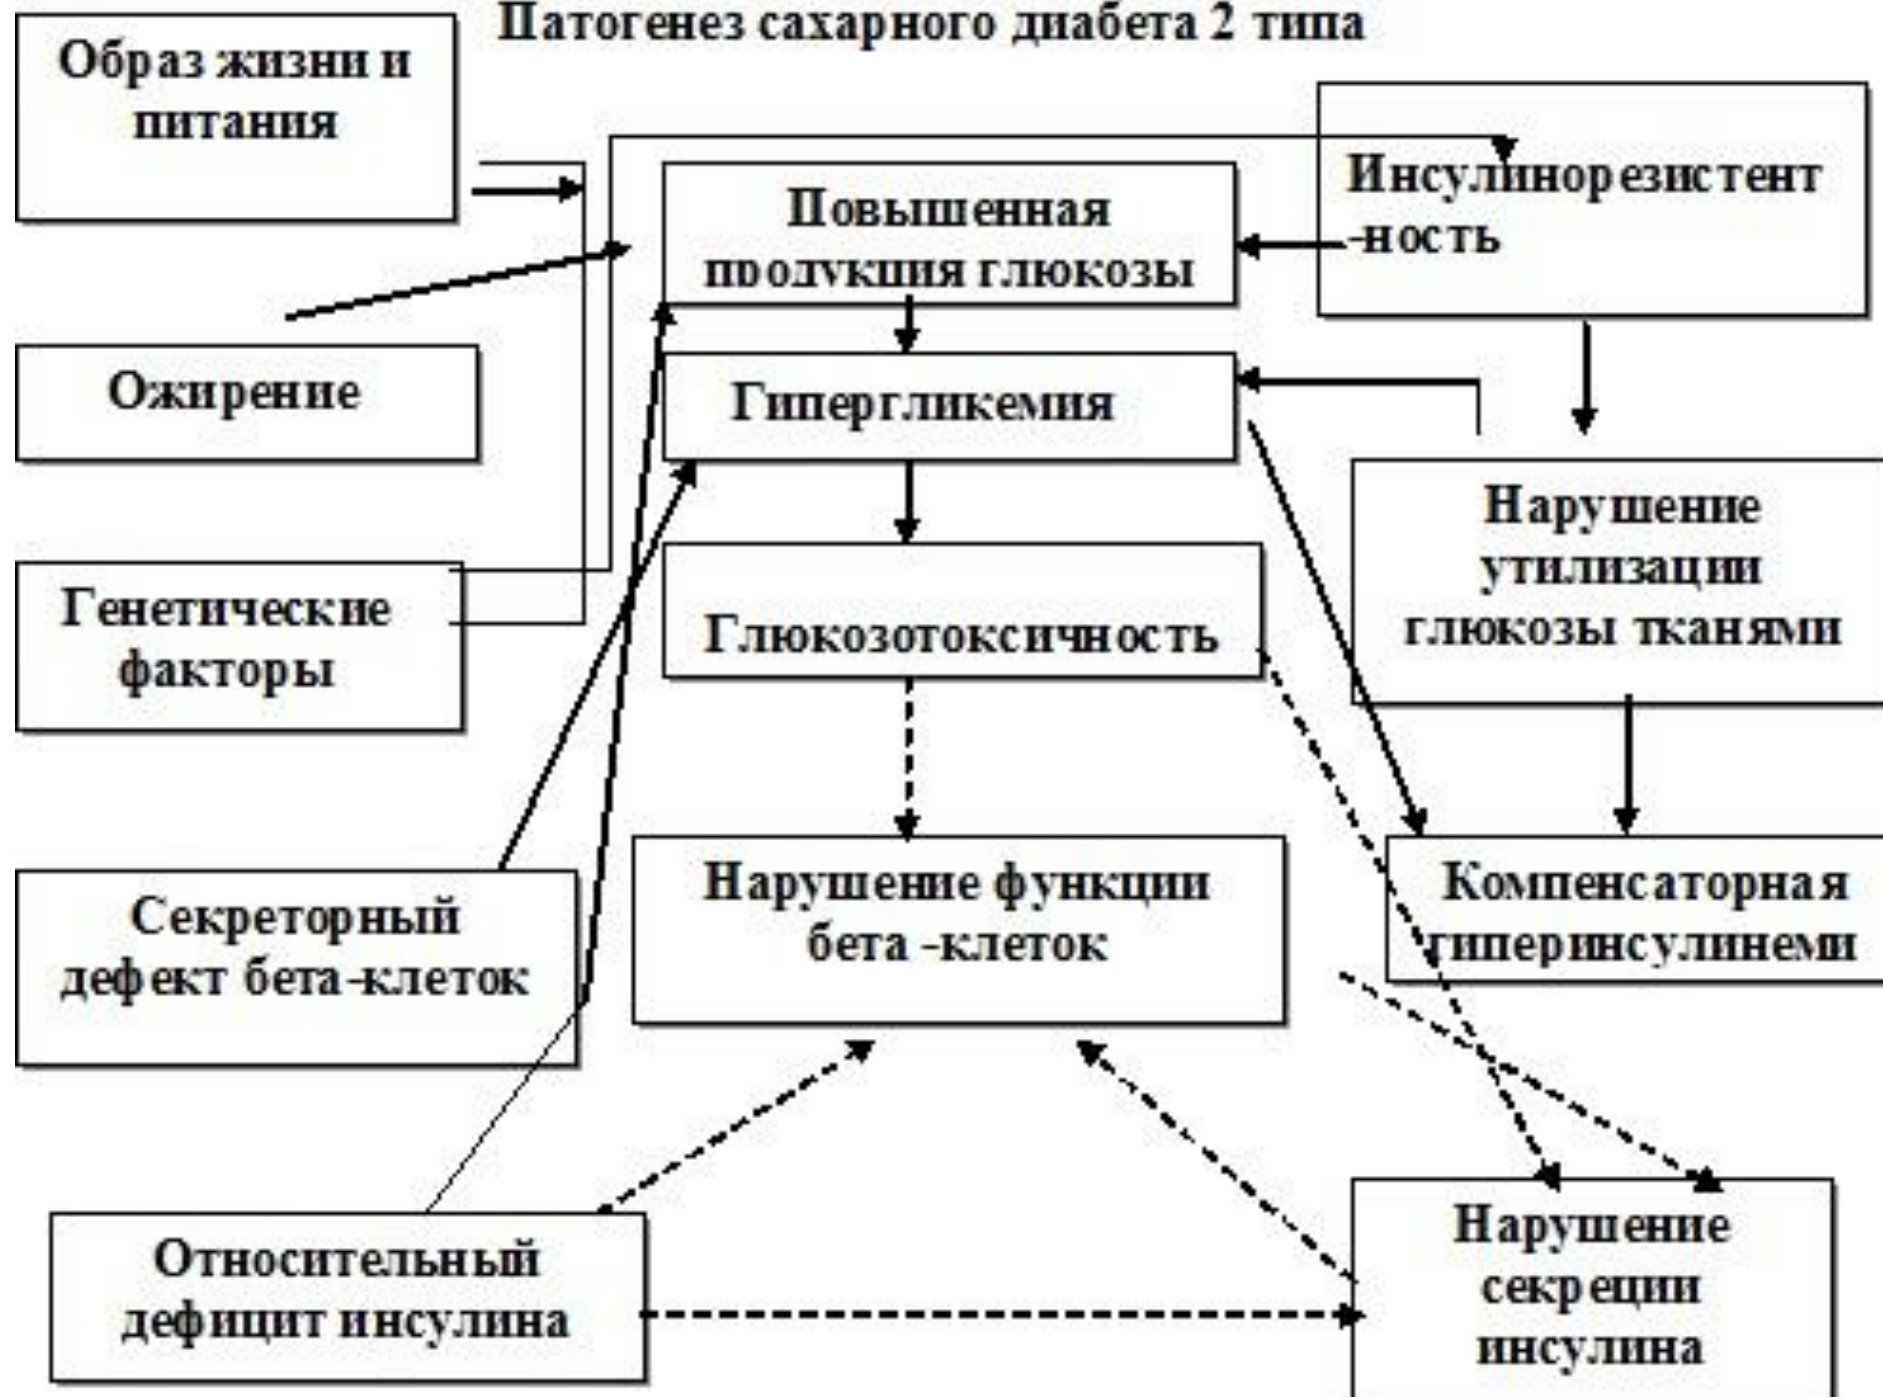 Патогенез сахарного диабета 2 типа
Образ жизни и
питания
Инсулинорезистент
-ность
Повышенная
продукция глюкозы
Ожирение
Гипергликемия
Нарушение
утилизации
глюкозы тканями
Генетические
факторы
Глюкозотоксичность
Секреторный
дефект бета-клеток
Нарушение функции
бета -клеток
Компенсаторная
гиперинсулинеми
Относительный
дефицит инсулина
Нарушение
секреции
инсулина